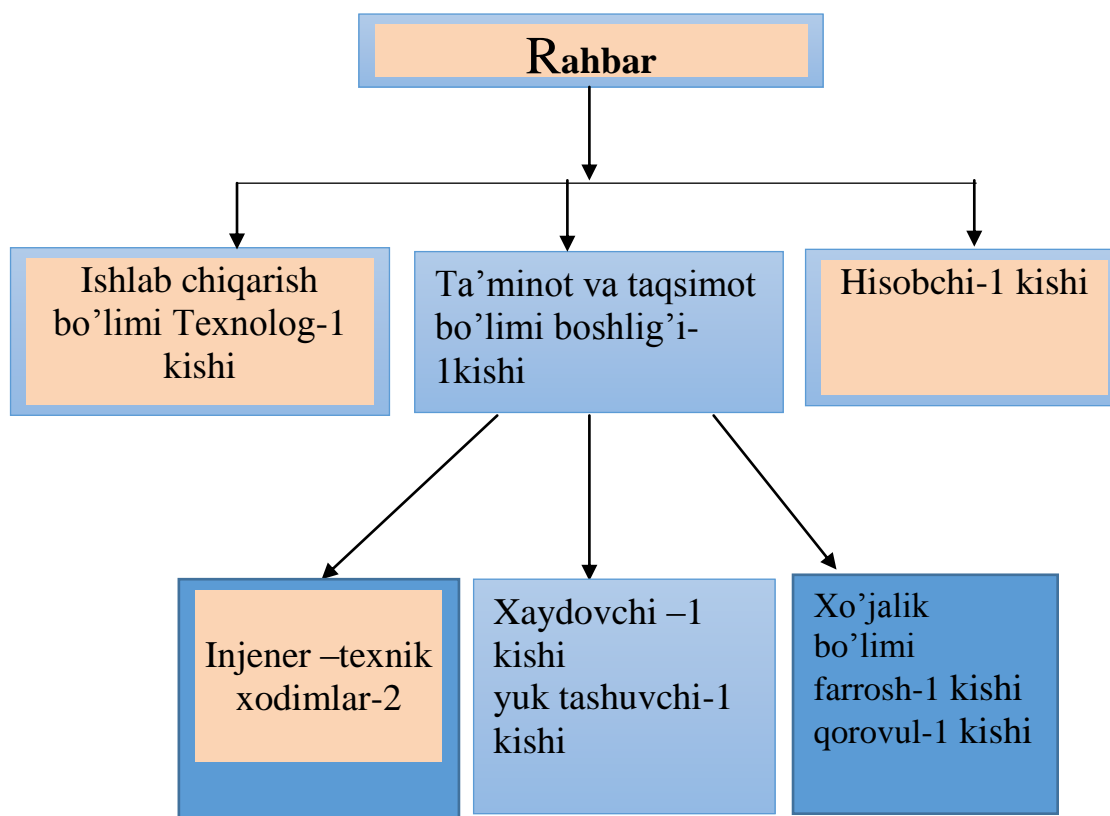 Rahbar
Ishlab chiqarish
bo’limi Texnolog-1
kishi
Ta’minot va taqsimot
bo’limi boshlig’i-
1kishi
Hisobchi-1 kishi
Injener –texnik
xodimlar-2
Xaydovchi –1
kishi
yuk tashuvchi-1
kishi
Xo’jalik
bo’limi
farrosh-1 kishi
qorovul-1 kishi